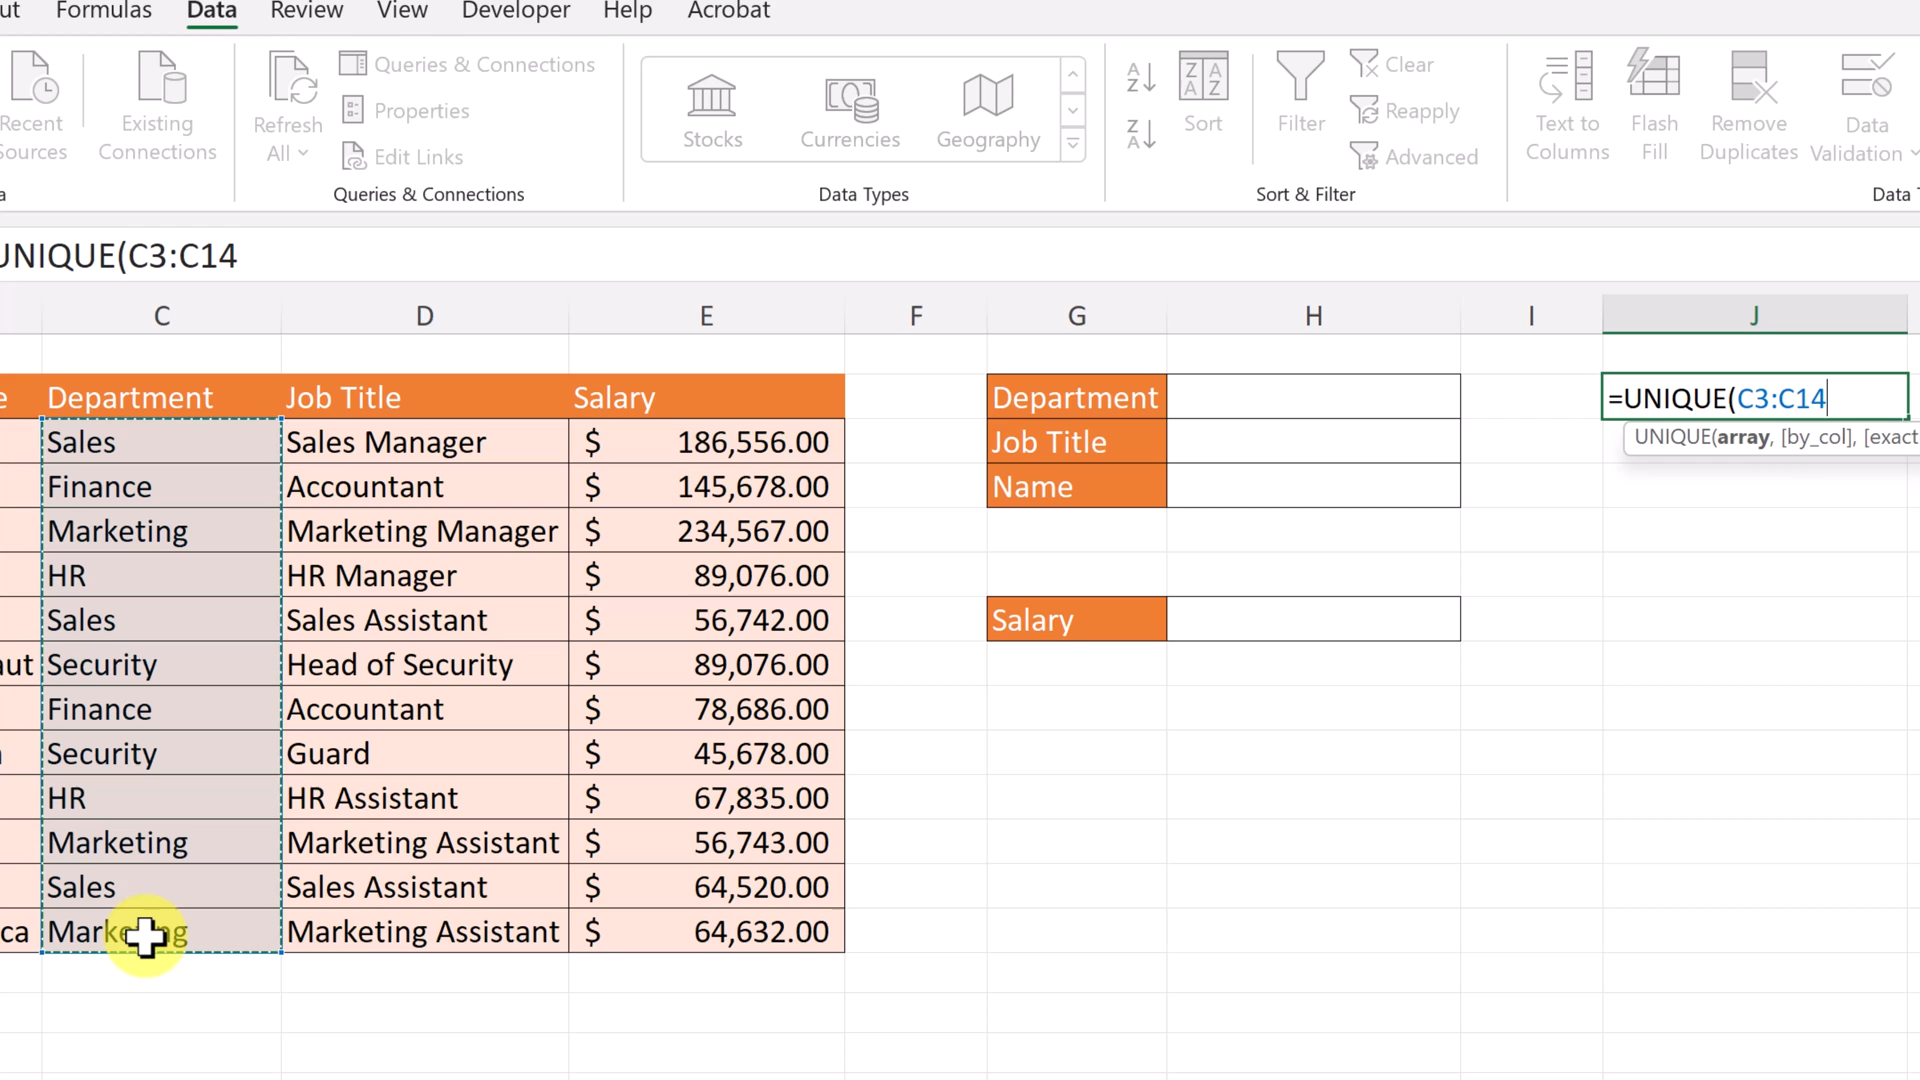 Formulas Data Review View Developer Help Acrobat
Recent Sources
Existing Connections
Refresh All
Queries & Connections
Properties
Edit Links
Queries & Connections
Stocks
Currencies
Geography
Data Types
Sort
Filter
Clear
Reapply
Advanced
Sort & Filter
Text to Columns
Flash Fill
Remove Duplicates
Data Validation
Data
UNIQUE(C3:C14
C D E F G H I J
Department Job Title Salary
Sales Sales Manager $ 186,556.00
Finance Accountant $ 145,678.00
Marketing Marketing Manager $ 234,567.00
HR HR Manager $ 89,076.00
Sales Sales Assistant $ 56,742.00
aut Security Head of Security $ 89,076.00
Finance Accountant $ 78,686.00
Security Guard $ 45,678.00
HR HR Assistant $ 67,835.00
Marketing Marketing Assistant $ 56,743.00
Sales Sales Assistant $ 64,520.00
ca Marketing Marketing Assistant $ 64,632.00
Department
Job Title
Name
Salary
=UNIQUE(C3:C14
UNIQUE(array, [by_col], [exact